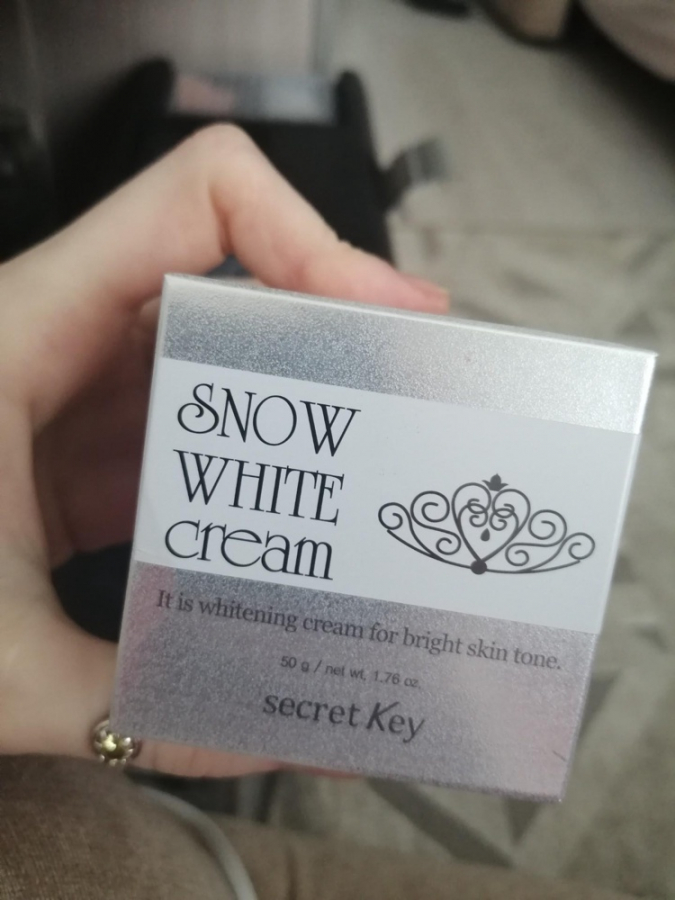 SNOW
WHITE
cream
It is whitening cream for bright skin tone.
50 g / net wt. 1.76 oz.
secret Key